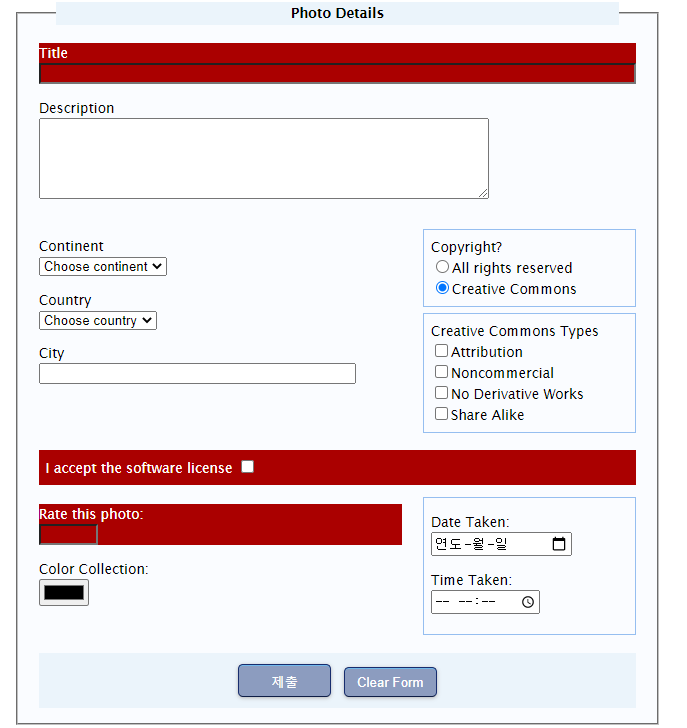 Photo Details
Title
Description
Continent
Choose continent
Country
Choose country
City
Copyright?
All rights reserved
Creative Commons
Creative Commons Types
Attribution
Noncommercial
No Derivative Works
Share Alike
I accept the software license
Rate this photo:
Color Collection:
Date Taken:
연도-월-일
Time Taken:
-- --:--
제출
Clear Form